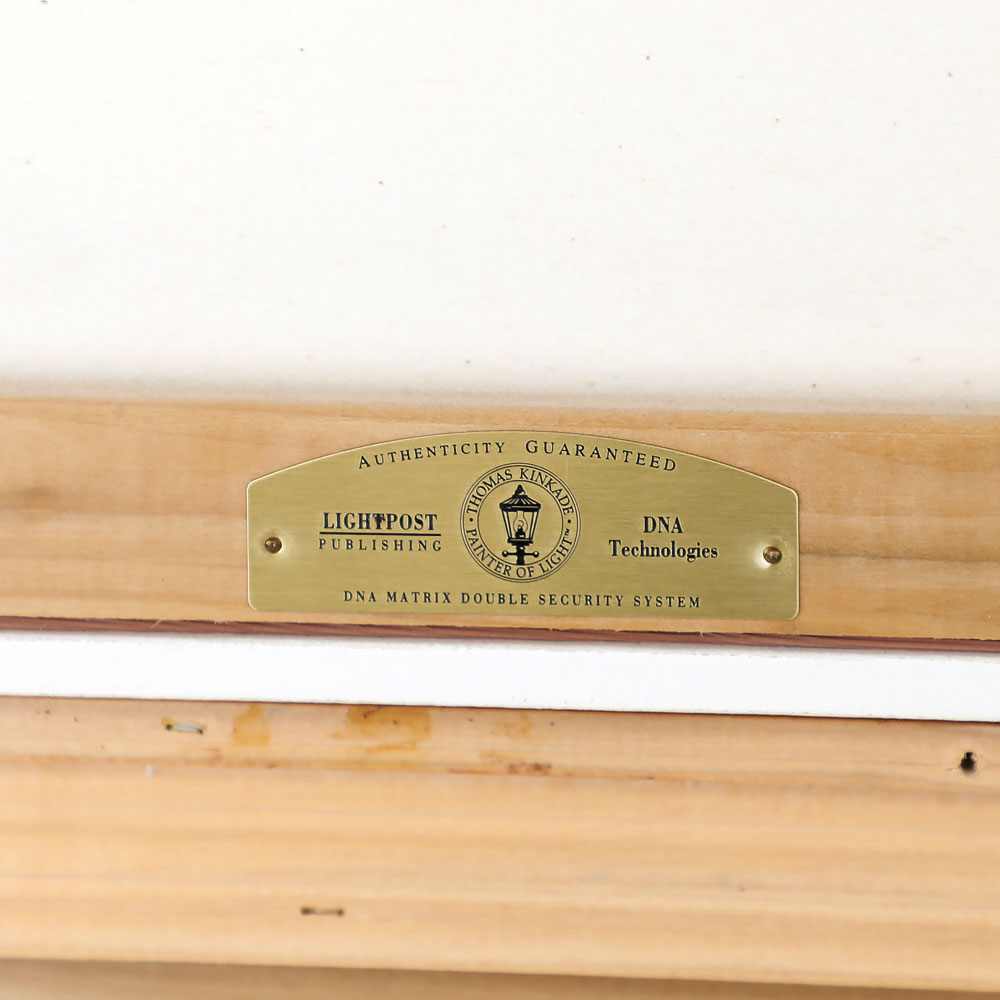 AUTHENTICITY GUARANTEED
THOMAS KINKADE
PAINTER OF LIGHT™
LIGHTPOST
PUBLISHING
DNA
Technologies
DNA MATRIX DOUBLE SECURITY SYSTEM